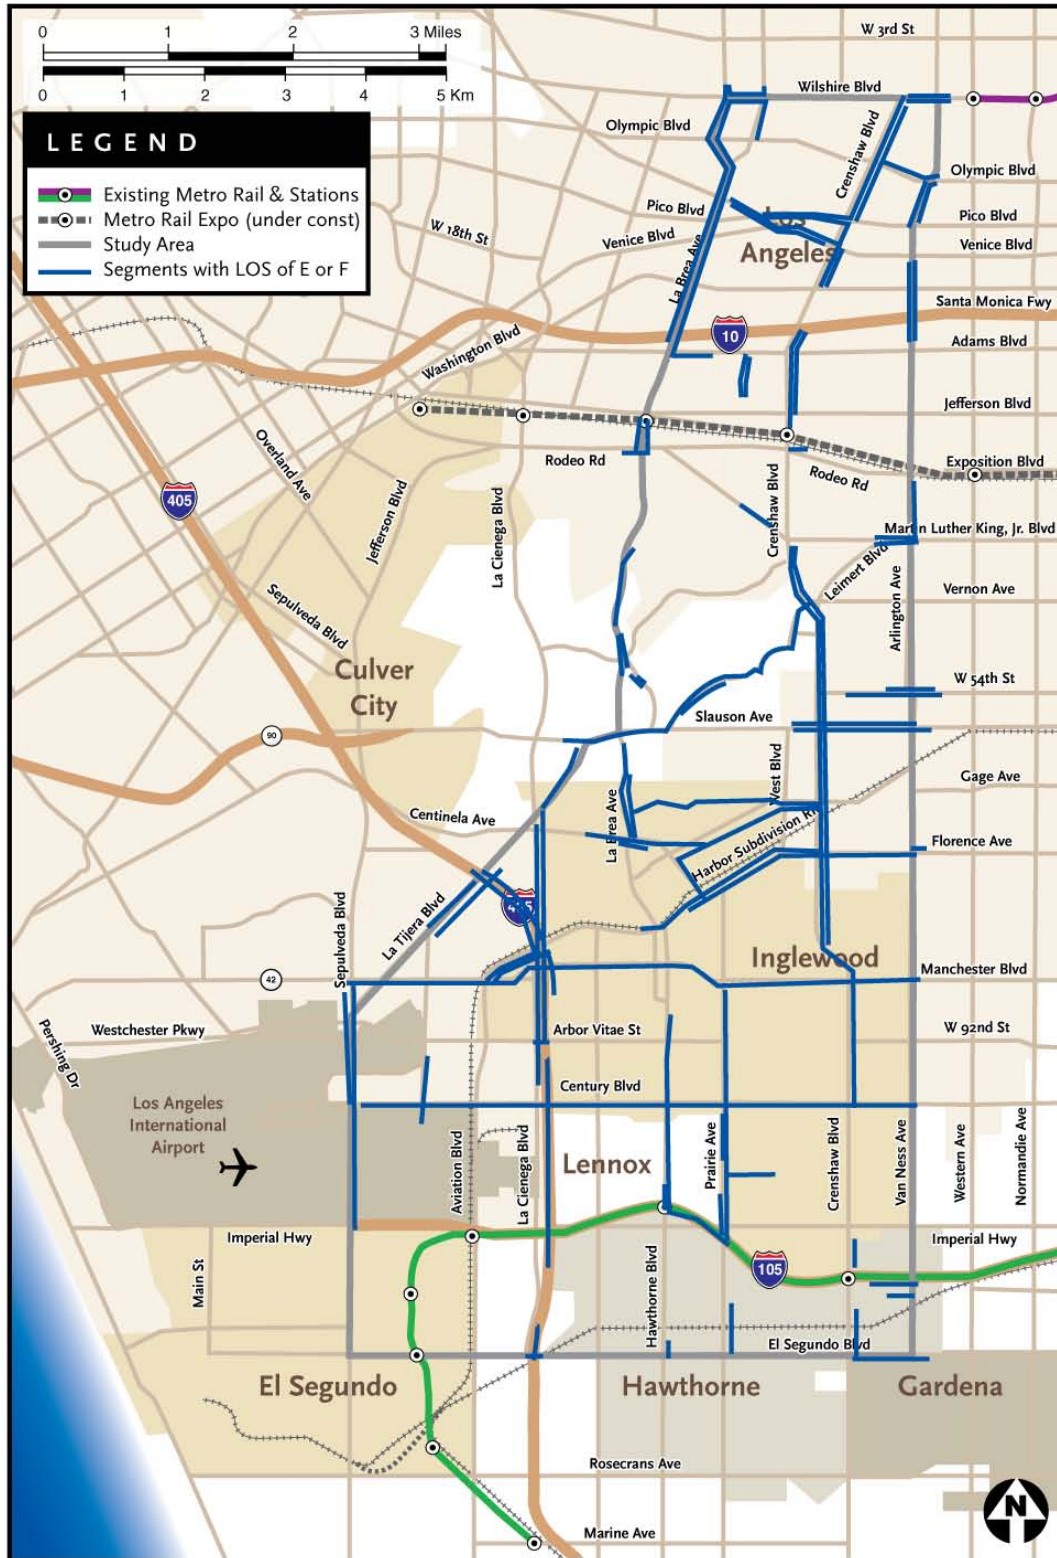 0 1 2 3 Miles
0 1 2 3 4 5 Km
LEGEND
Existing Metro Rail & Stations
Metro Rail Expo (under const)
Study Area
Segments with LOS of E or F
W 3rd St
Wilshire Blvd
Olympic Blvd
Crenshaw Blvd
Olympic Blvd
Pico Blvd
Los
Angeles
Pico Blvd
W 18th St
Venice Blvd
Venice Blvd
La Brea Ave
Santa Monica Fwy
10
Adams Blvd
Washington Blvd
Jefferson Blvd
Overland Ave
Rodeo Rd
Rodeo Rd
Exposition Blvd
405
Jefferson Blvd
La Cienega Blvd
Crenshaw Blvd
Martin Luther King, Jr. Blvd
Leimert Blvd
Vernon Ave
Arlington Ave
Sepulveda Blvd
Culver
City
W 54th St
Slauson Ave
90
West Blvd
Gage Ave
Centinela Ave
La Brea Ave
Harbor Subdivision RR
Florence Ave
405
La Tijera Blvd
Sepulveda Blvd
Inglewood
Manchester Blvd
42
Westchester Pkwy
Arbor Vitae St
W 92nd St
Pershing Dr
Century Blvd
Los Angeles
International
Airport
Lennox
Aviation Blvd
La Cienega Blvd
Prairie Ave
Crenshaw Blvd
Van Ness Ave
Western Ave
Normandie Ave
Imperial Hwy
Imperial Hwy
105
Main St
Hawthorne Blvd
El Segundo Blvd
El Segundo
Hawthorne
Gardena
Rosecrans Ave
Marine Ave
N